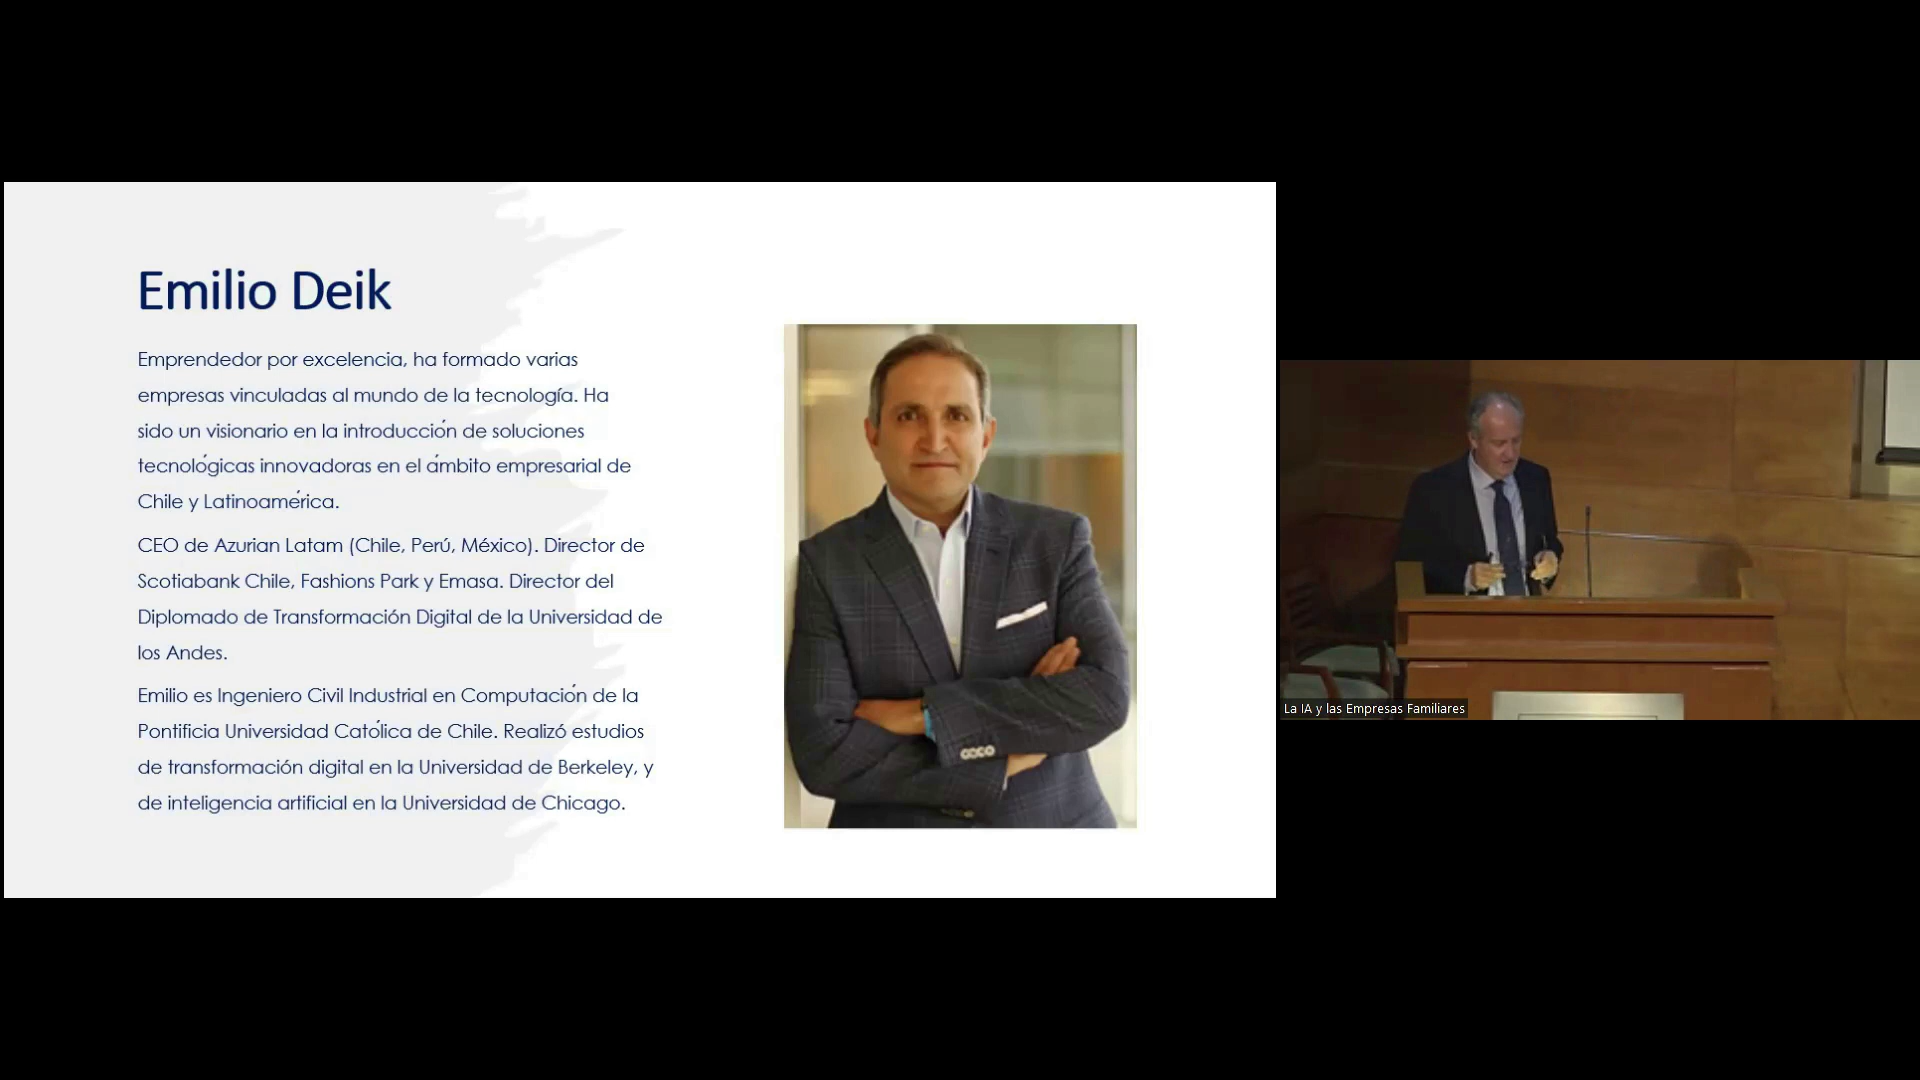 Emilio Deik
Emprendedor por excelencia, ha formado varias
empresas vinculadas al mundo de la tecnología. Ha
sido un visionario en la introducción de soluciones
tecnológicas innovadoras en el ámbito empresarial de
Chile y Latinoamérica.
CEO de Azurian Latam (Chile, Perú, México). Director de
Scotiabank Chile, Fashions Park y Emasa. Director del
Diplomado de Transformación Digital de la Universidad de
los Andes.
Emilio es Ingeniero Civil Industrial en Computación de la
Pontificia Universidad Católica de Chile. Realizó estudios
de transformación digital en la Universidad de Berkeley, y
de inteligencia artificial en la Universidad de Chicago.
La IA y las Empresas Familiares